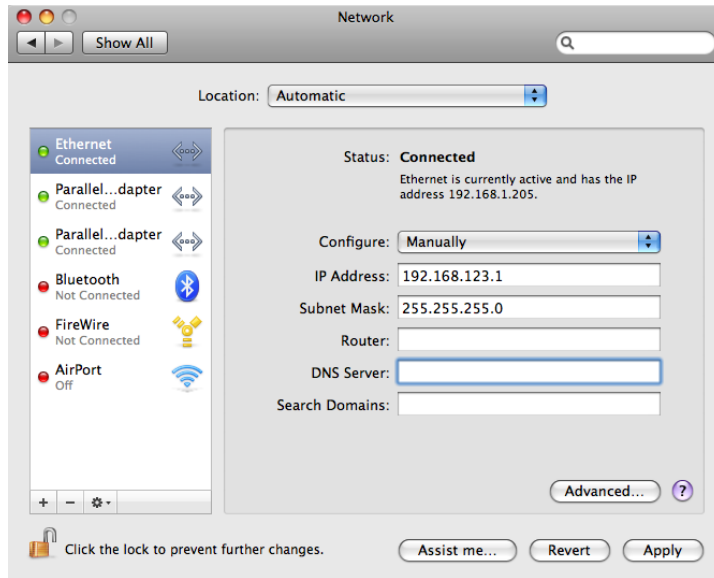 Network
Show All
Location: Automatic
Ethernet
Connected
Parallel...dapter
Connected
Parallel...dapter
Connected
Bluetooth
Not Connected
FireWire
Not Connected
AirPort
Off
Status: Connected
Ethernet is currently active and has the IP
address 192.168.1.205.
Configure: Manually
IP Address: 192.168.123.1
Subnet Mask: 255.255.255.0
Router:
DNS Server:
Search Domains:
Advanced... ?
Click the lock to prevent further changes.
Assist me... Revert Apply